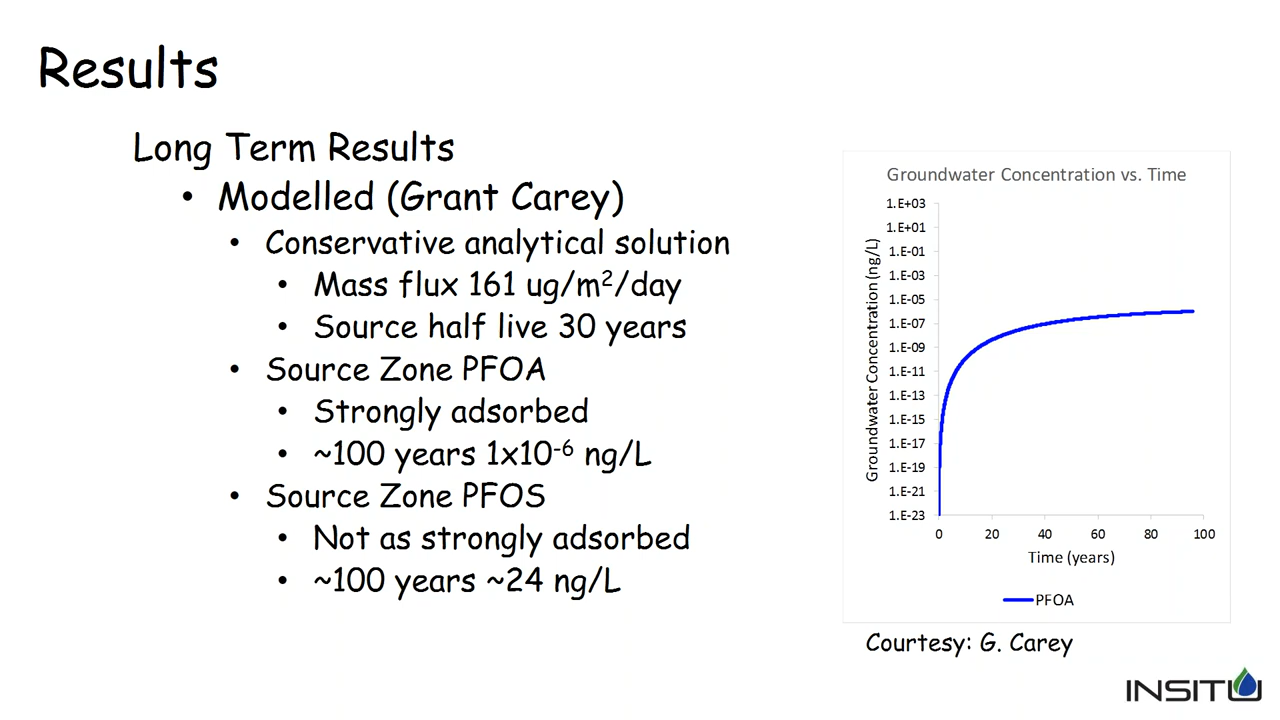 Results
Long Term Results
• Modelled (Grant Carey)
• Conservative analytical solution
• Mass flux 161 ug/m²/day
• Source half live 30 years
• Source Zone PFOA
• Strongly adsorbed
• ~100 years 1x10⁻⁶ ng/L
• Source Zone PFOS
• Not as strongly adsorbed
• ~100 years ~24 ng/L
Groundwater Concentration vs. Time
Groundwater Concentration (ng/L)
1.E+03
1.E+01
1.E-01
1.E-03
1.E-05
1.E-07
1.E-09
1.E-11
1.E-13
1.E-15
1.E-17
1.E-19
1.E-21
1.E-23
0 20 40 60 80 100
Time (years)
PFOA
Courtesy: G. Carey
INSITU